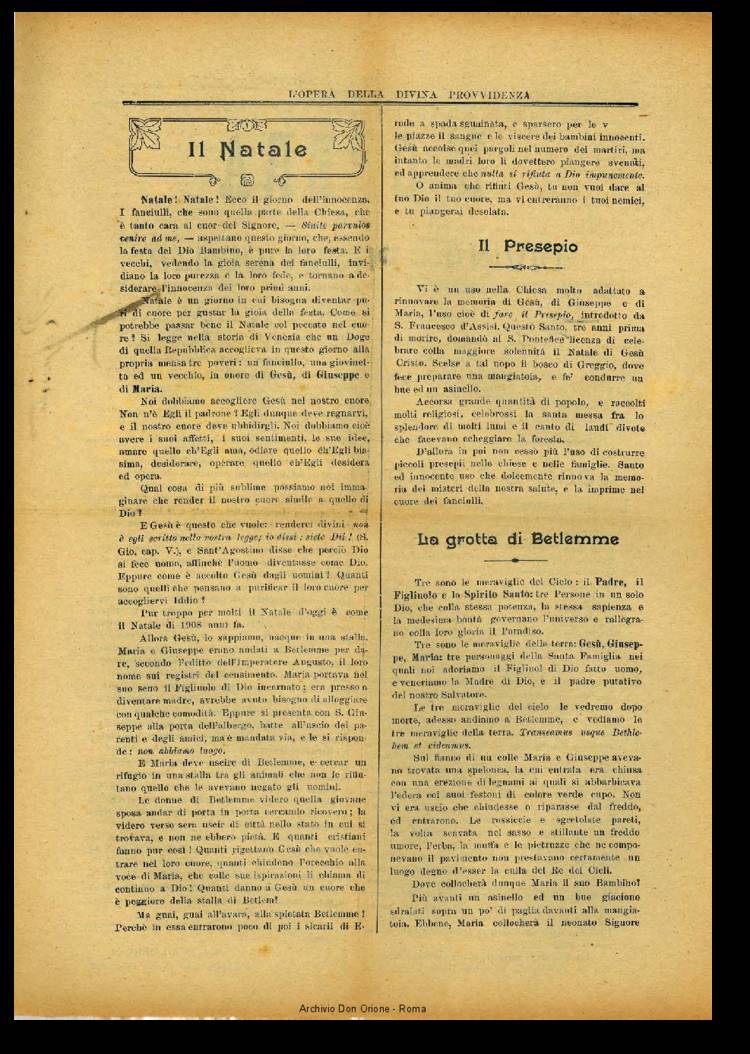 L'OPERA DELLA DIVINA PROVVIDENZA
Il Natale
Natale! Natale! Ecco il giorno dell'innocenza.
I fanciulli, che sono quella parte della Chiesa, che
è tanto cara al cuor del Signore, — Sinite parvulos
venire ad me, — aspettano questo giorno, che, essendo
la festa del Dio Bambino, è pure la loro festa. E i
vecchi, vedendo la gioia serena dei fanciulli, invi-
diano la loro purezza e la loro fede, e tornano a de-
siderare l'innocenza dei loro primi anni.
Natale è un giorno in cui bisogna diventar pu-
ri di cuore per gustar la gioia della festa. Come si
potrebbe passar bene il Natale col peccato nel cuo-
re? Si legge nella storia di Venezia che un Doge
di quella Repubblica accoglieva in questo giorno alla
propria mensa tre poveri: un fanciullo, una giovinet-
ta ed un vecchio, in onore di Gesù, di Giuseppe e
di Maria.
Noi dobbiamo accogliere Gesù nel nostro cuore
Non n'è Egli il padrone? Egli dunque deve regnarvi,
e il nostro cuore deve ubbidirgli. Noi dobbiamo cioè
avere i suoi affetti, i suoi sentimenti, le sue idee,
amare quello ch'Egli ama, odiare quello ch'Egli bia-
sima, desiderare, operare quello ch'Egli desidera
ed opera.
Qual cosa di più sublime possiamo noi imma-
ginare che render il nostro cuore simile a quello di
Dio?
E Gesù è questo che vuole: renderci divini non
è egli scritto nella vostra legge: io dissi: siete Dii! (S.
Gio. cap. V.), e Sant'Agostino disse che perciò Dio
si fece uomo, affinchè l'uomo diventasse come Dio.
Eppure come è accolto Gesù dagli uomini? Quanti
sono quelli che pensano a purificar il loro cuore per
accogliervi Iddio?
Pur troppo per molti il Natale d'oggi è come
il Natale di 1908 anni fa.
Allora Gesù, lo sappiamo, nacque in una stalla.
Maria e Giuseppe erano andati a Betlemme per da-
re, secondo l'editto dell'Imperatore Augusto, il loro
nome sui registri del censimento. Maria portava nel
suo seno il Figliuolo di Dio incarnato; era presso a
diventare madre, avrebbe avuto bisogno di alloggiare
con qualche comodità. Eppure si presenta con S. Giu-
seppe alla porta dell'albergo, batte all'uscio dei pa-
renti e degli amici, ma è mandata via, e le si rispon-
de: non abbiamo luogo.
E Maria deve uscire di Betlemme, e cercar un
rifugio in una stalla tra gli animali che non le rifiu-
tano quello che le avevano negato gli uomini.
Le donne di Betlemme videro quella giovane
sposa andar di porta in porta cercando ricovero; la
videro verso sera uscir di città nello stato in cui si
trovava, e non ne ebbero pietà. E quanti cristiani
fanno pur così! Quanti rigettano Gesù che vuole en-
trare nel loro cuore, quanti chiudono l'orecchio alla
voce di Maria, che colle sue ispirazioni li chiama di
continuo a Dio! Quanti danno a Gesù un cuore che
è peggiore della stalla di Betlem!
Ma guai, guai all'avara, alla spietata Betlemme!
Perchè in essa entrarono poco di poi i sicarii di E-
rode a spada sguainata, e sparsero per le v
le piazze il sangue e le viscere dei bambini innocenti.
Gesù accolse quei pargoli nel numero dei martiri, ma
intanto le madri loro li dovettero piangere svenati,
ed apprendere che nulla si rifiuta a Dio impunemente.
O anima che rifiuti Gesù, tu non vuoi dare al
tuo Dio il tuo cuore, ma vi entreranno i tuoi nemici,
e tu piangerai desolata.
Il Presepio
Vi è un uso nella Chiesa molto adattato a
rinnovare la memoria di Gesù, di Giuseppe e di
Maria, l'uso cioè di fare il Presepio, introdotto da
S. Francesco d'Assisi. Questo Santo, tre anni prima
di morire, domandò al S. Pontefice licenza di cele-
brare colla maggiore solennità il Natale di Gesù
Cristo. Scelse a tal uopo il bosco di Greggio, dove
fece preparare una mangiatoia, e fe' condurre un
bue ed un asinello.
Accorsa grande quantità di popolo, e raccolti
molti religiosi, celebrossi la santa messa fra lo
splendore di molti lumi e il canto di laudi divote
che facevano echeggiare la foresta.
D'allora in poi non cessò più l'uso di costrurre
piccoli presepii nelle chiese e nelle famiglie. Santo
ed innocente uso che dolcemente rinnova la memo-
ria dei misteri della nostra salute, e la imprime nel
cuore dei fanciulli.
La grotta di Betlemme
Tre sono le meraviglie del Cielo: il Padre, il
Figliuolo e lo Spirito Santo: tre Persone in un solo
Dio, che colla stessa potenza, la stessa sapienza e
la medesima bontà governano l'universo e rallegra-
no colla loro gloria il Paradiso.
Tre sono le meraviglie della terra: Gesù, Giusep-
pe, Maria: tre personaggi della Santa Famiglia nei
quali noi adoriamo il Figliuol di Dio fatto uomo,
e veneriamo la Madre di Dio, e il padre putativo
del nostro Salvatore.
Le tre meraviglie del cielo le vedremo dopo
morte, adesso andiamo a Betlemme, e vediamo le
tre meraviglie della terra. Transeamus usque Bethle-
hem et videamus.
Sul fianco di un colle Maria e Giuseppe aveva-
no trovata una spelonca, la cui entrata era chiusa
con una erezione di legnami ai quali si abbarbicava
l'edera coi suoi festoni di colore verde cupo. Non
vi era uscio che chiudesse o riparasse dal freddo,
ed entrarono. Le rossiccie e sgretolate pareti,
la volta scavata nel sasso e stillante un freddo
umore, l'erba, la muffa e le pietruzze che ne compo-
nevano il pavimento non prestavano certamente un
luogo degno d'esser la culla del Re dei Cieli.
Dove collocherà dunque Maria il suo Bambino?
Più avanti un asinello ed un bue giaciono
sdraiati sopra un po' di paglia davanti alla mangia-
toia. Ebbene, Maria collocherà il neonato Signore
Archivio Don Orione - Roma